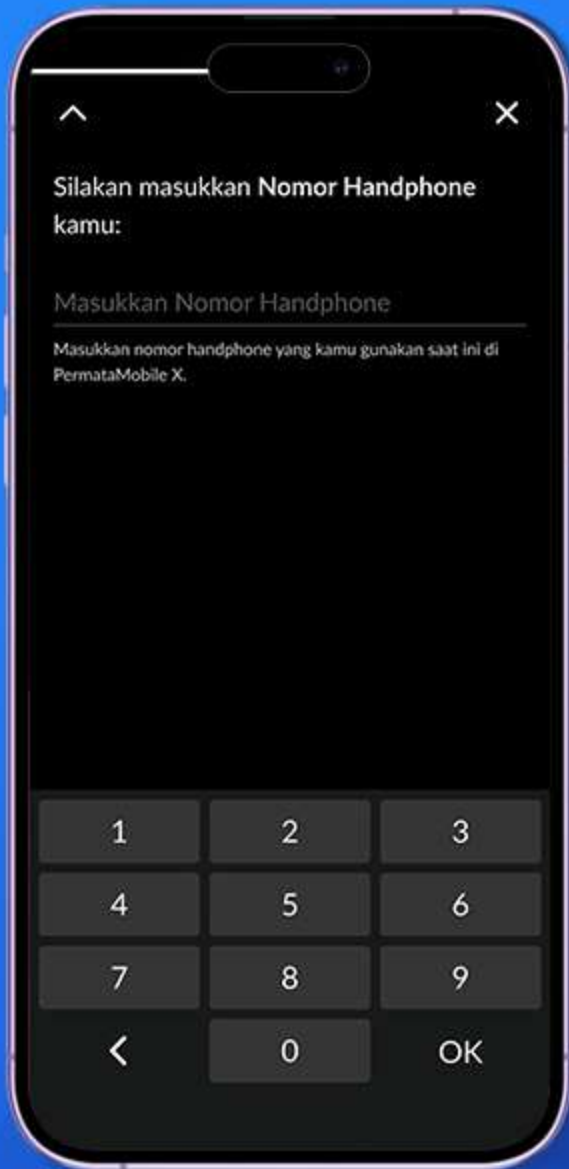 Silakan masukkan Nomor Handphone
kamu:
Masukkan Nomor Handphone
Masukkan nomor handphone yang kamu gunakan saat ini di
PermataMobile X.
1 2 3
4 5 6
7 8 9
0 OK